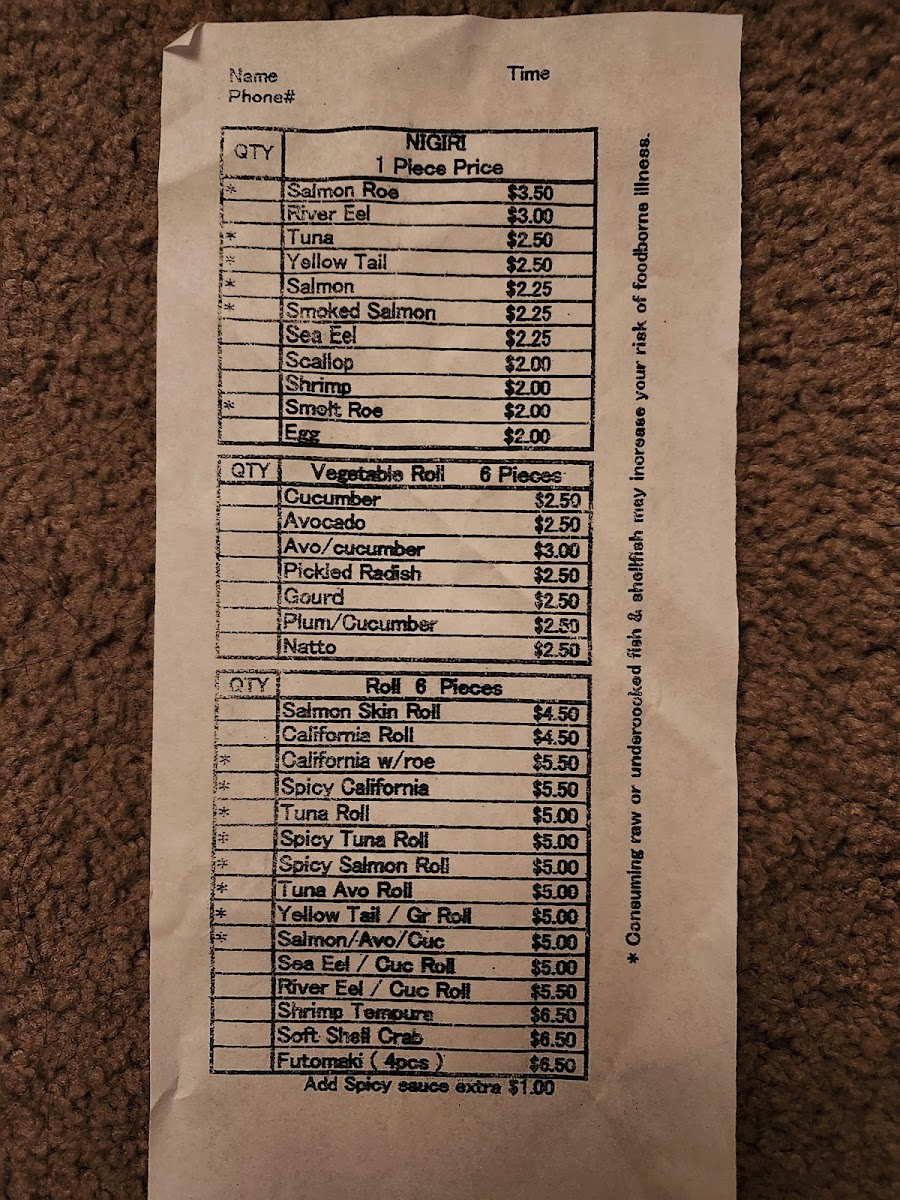 Name Time
Phone#
QTY NIGIRI
1 Piece Price
* Salmon Roe $3.50
River Eel $3.00
* Tuna $2.50
* Yellow Tail $2.50
* Salmon $2.25
* Smoked Salmon $2.25
Sea Eel $2.25
Scallop $2.00
Shrimp $2.00
* Smolt Roe $2.00
Egg $2.00
QTY Vegetable Roll 6 Pieces
Cucumber $2.50
Avocado $2.50
Avo/cucumber $3.00
Pickled Radish $2.50
Gourd $2.50
Plum/Cucumber $2.50
Natto $2.50
QTY Roll 6 Pieces
Salmon Skin Roll $4.50
California Roll $4.50
* California w/roe $5.50
* Spicy California $5.50
* Tuna Roll $5.00
* Spicy Tuna Roll $5.00
* Spicy Salmon Roll $5.00
* Tuna Avo Roll $5.00
* Yellow Tail / Gr Roll $5.00
* Salmon/Avo/Cuc $5.00
Sea Eel / Cuc Roll $5.00
River Eel / Cuc Roll $5.50
Shrimp Tempura $6.50
Soft Shell Crab $6.50
Futomaki ( 4pcs ) $6.50
Add Spicy sauce extra $1.00
* Consuming raw or undercooked fish & shellfish may increase your risk of foodborne illness.